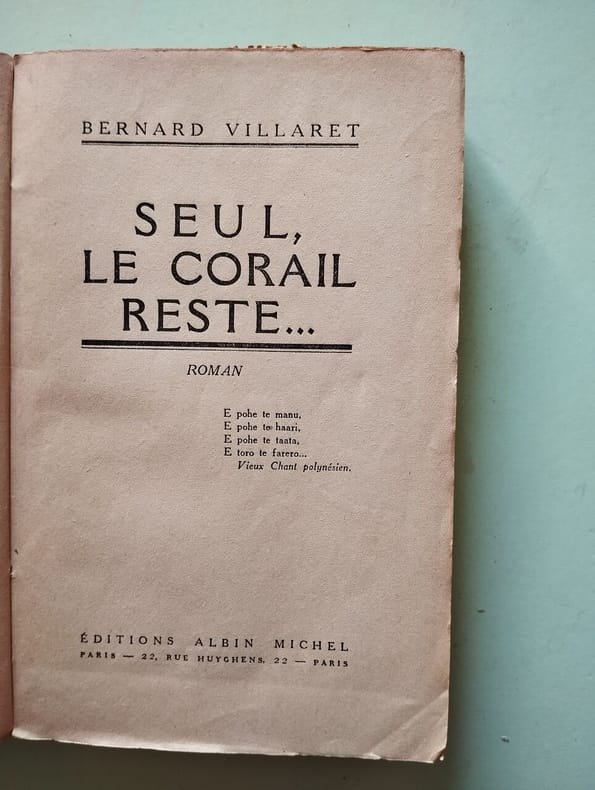 BERNARD VILLARET
SEUL,
LE CORAIL
RESTE...
ROMAN
E pohe te manu,
E pohe te haari,
E pohe te taata,
E toro te farero...
Vieux Chant polynésien.
ÉDITIONS ALBIN MICHEL
PARIS — 22, RUE HUYGHENS, 22 — PARIS